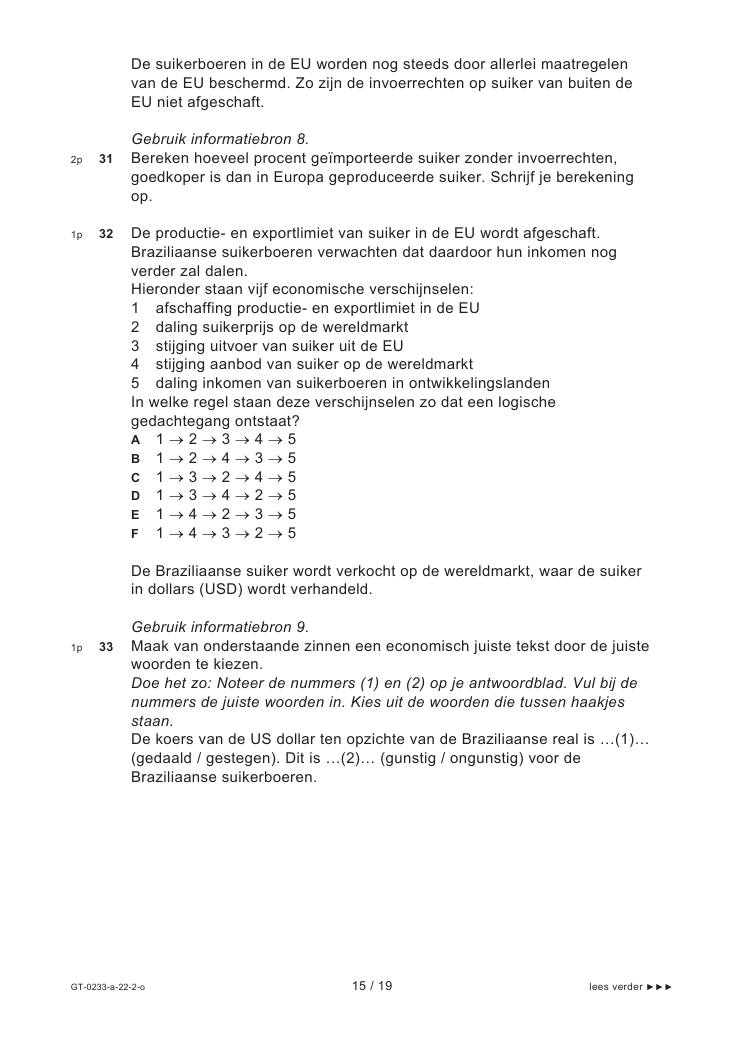 De suikerboeren in de EU worden nog steeds door allerlei maatregelen
van de EU beschermd. Zo zijn de invoerrechten op suiker van buiten de
EU niet afgeschaft.
Gebruik informatiebron 8.
2p 31 Bereken hoeveel procent geïmporteerde suiker zonder invoerrechten,
goedkoper is dan in Europa geproduceerde suiker. Schrijf je berekening
op.
1p 32 De productie- en exportlimiet van suiker in de EU wordt afgeschaft.
Braziliaanse suikerboeren verwachten dat daardoor hun inkomen nog
verder zal dalen.
Hieronder staan vijf economische verschijnselen:
1 afschaffing productie- en exportlimiet in de EU
2 daling suikerprijs op de wereldmarkt
3 stijging uitvoer van suiker uit de EU
4 stijging aanbod van suiker op de wereldmarkt
5 daling inkomen van suikerboeren in ontwikkelingslanden
In welke regel staan deze verschijnselen zo dat een logische
gedachtegang ontstaat?
A 1 → 2 → 3 → 4 → 5
B 1 → 2 → 4 → 3 → 5
C 1 → 3 → 2 → 4 → 5
D 1 → 3 → 4 → 2 → 5
E 1 → 4 → 2 → 3 → 5
F 1 → 4 → 3 → 2 → 5
De Braziliaanse suiker wordt verkocht op de wereldmarkt, waar de suiker
in dollars (USD) wordt verhandeld.
Gebruik informatiebron 9.
1p 33 Maak van onderstaande zinnen een economisch juiste tekst door de juiste
woorden te kiezen.
Doe het zo: Noteer de nummers (1) en (2) op je antwoordblad. Vul bij de
nummers de juiste woorden in. Kies uit de woorden die tussen haakjes
staan.
De koers van de US dollar ten opzichte van de Braziliaanse real is …(1)…
(gedaald / gestegen). Dit is …(2)… (gunstig / ongunstig) voor de
Braziliaanse suikerboeren.
GT-0233-a-22-2-o 15 / 19 lees verder ►►►